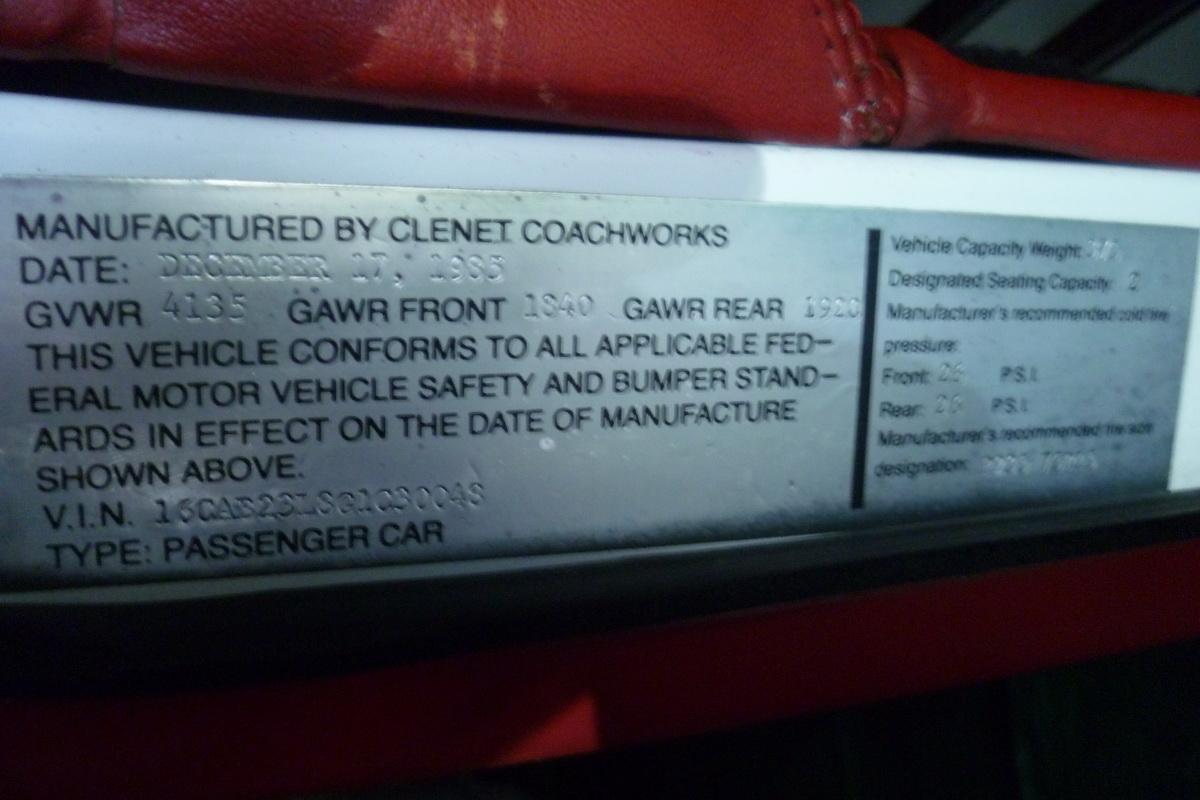 MANUFACTURED BY CLENET COACHWORKS
DATE: DECEMBER 17, 1985
GVWR 4135 GAWR FRONT 1840 GAWR REAR 1920
THIS VEHICLE CONFORMS TO ALL APPLICABLE FED-
ERAL MOTOR VEHICLE SAFETY AND BUMPER STAND-
ARDS IN EFFECT ON THE DATE OF MANUFACTURE
SHOWN ABOVE.
V.I.N.
TYPE: PASSENGER CAR
Vehicle Capacity Weight:
Designated Seating Capacity: 2
Manufacturer's recommended cold tire
pressure:
Front: 26 P.S.I.
Rear: 26 P.S.I.
Manufacturer's recommended tire size
designation: